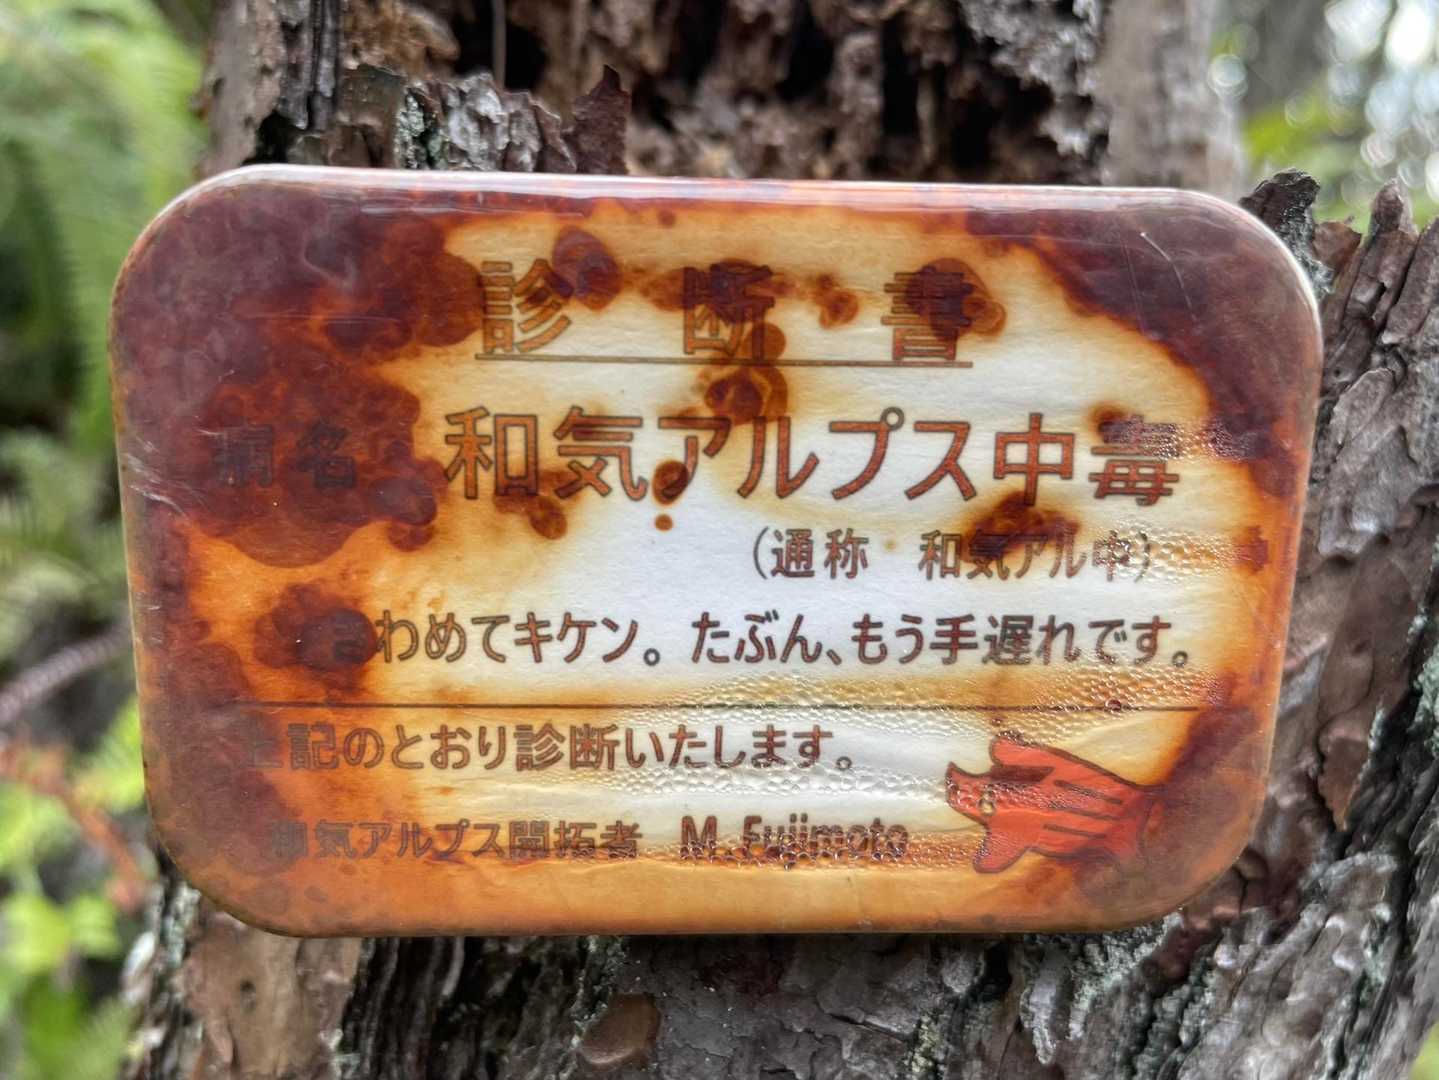 診断書
病名 和気アルプス中毒
(通称 和気アル中)
きわめてキケン。たぶん、もう手遅れです。
上記のとおり診断いたします。
和気アルプス開拓者 M.Fujimoto